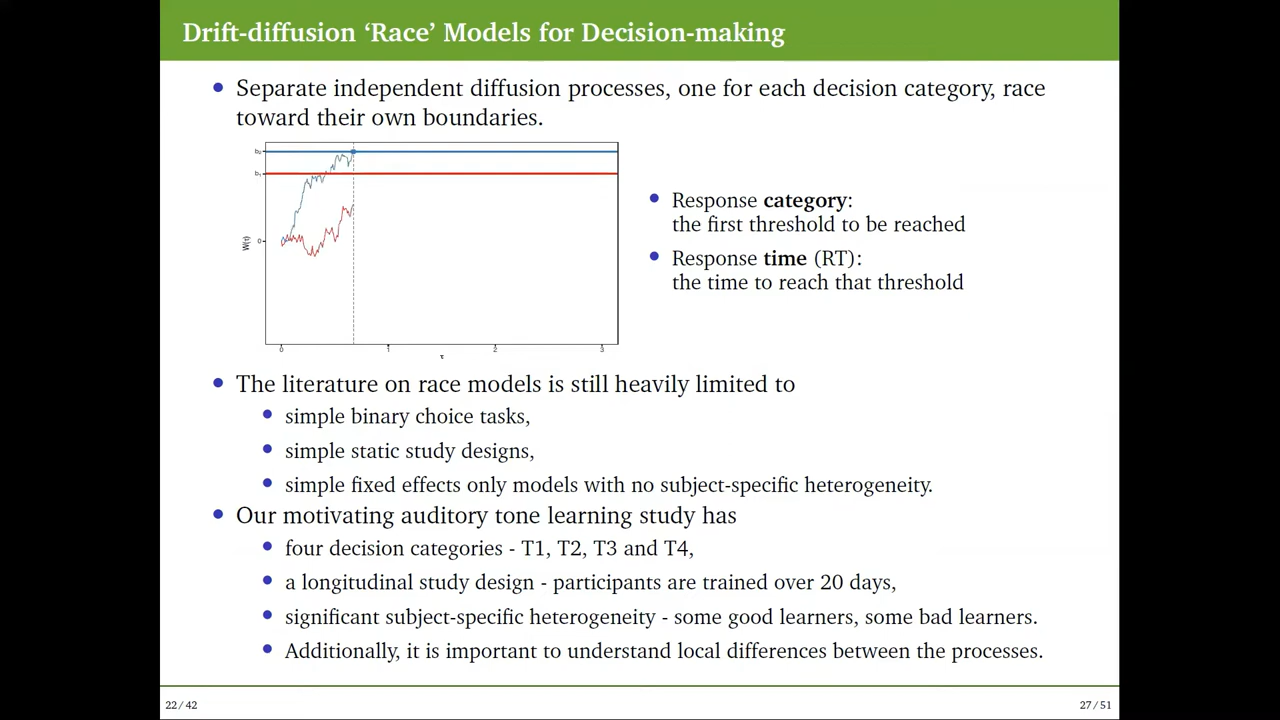 Drift-diffusion ‘Race’ Models for Decision-making
Separate independent diffusion processes, one for each decision category, race
toward their own boundaries.
W(τ)
0
0 1 2 3
τ
Response category:
the first threshold to be reached
Response time (RT):
the time to reach that threshold
The literature on race models is still heavily limited to
simple binary choice tasks,
simple static study designs,
simple fixed effects only models with no subject-specific heterogeneity.
Our motivating auditory tone learning study has
four decision categories - T1, T2, T3 and T4,
a longitudinal study design - participants are trained over 20 days,
significant subject-specific heterogeneity - some good learners, some bad learners.
Additionally, it is important to understand local differences between the processes.
22 / 42
27 / 51